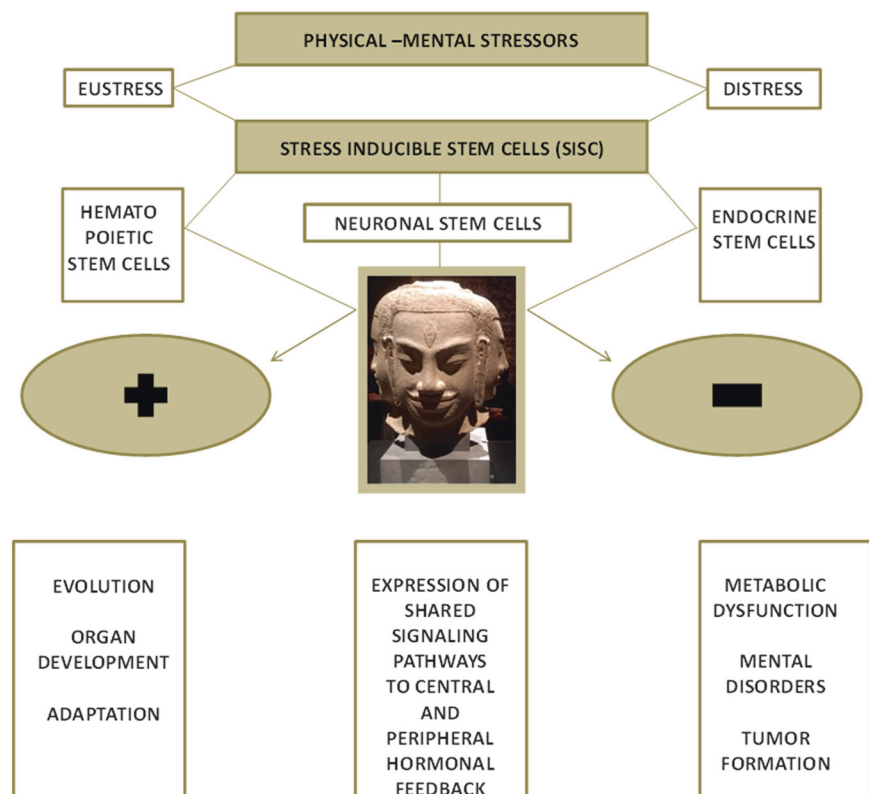 PHYSICAL –MENTAL STRESSORS
EUSTRESS
DISTRESS
STRESS INDUCIBLE STEM CELLS (SISC)
HEMATO
POIETIC
STEM CELLS
NEURONAL STEM CELLS
ENDOCRINE
STEM CELLS
EVOLUTION
ORGAN
DEVELOPMENT
ADAPTATION
EXPRESSION OF
SHARED
SIGNALING
PATHWAYS
TO CENTRAL
AND
PERIPHERAL
HORMONAL
FEEDBACK
METABOLIC
DYSFUNCTION
MENTAL
DISORDERS
TUMOR
FORMATION